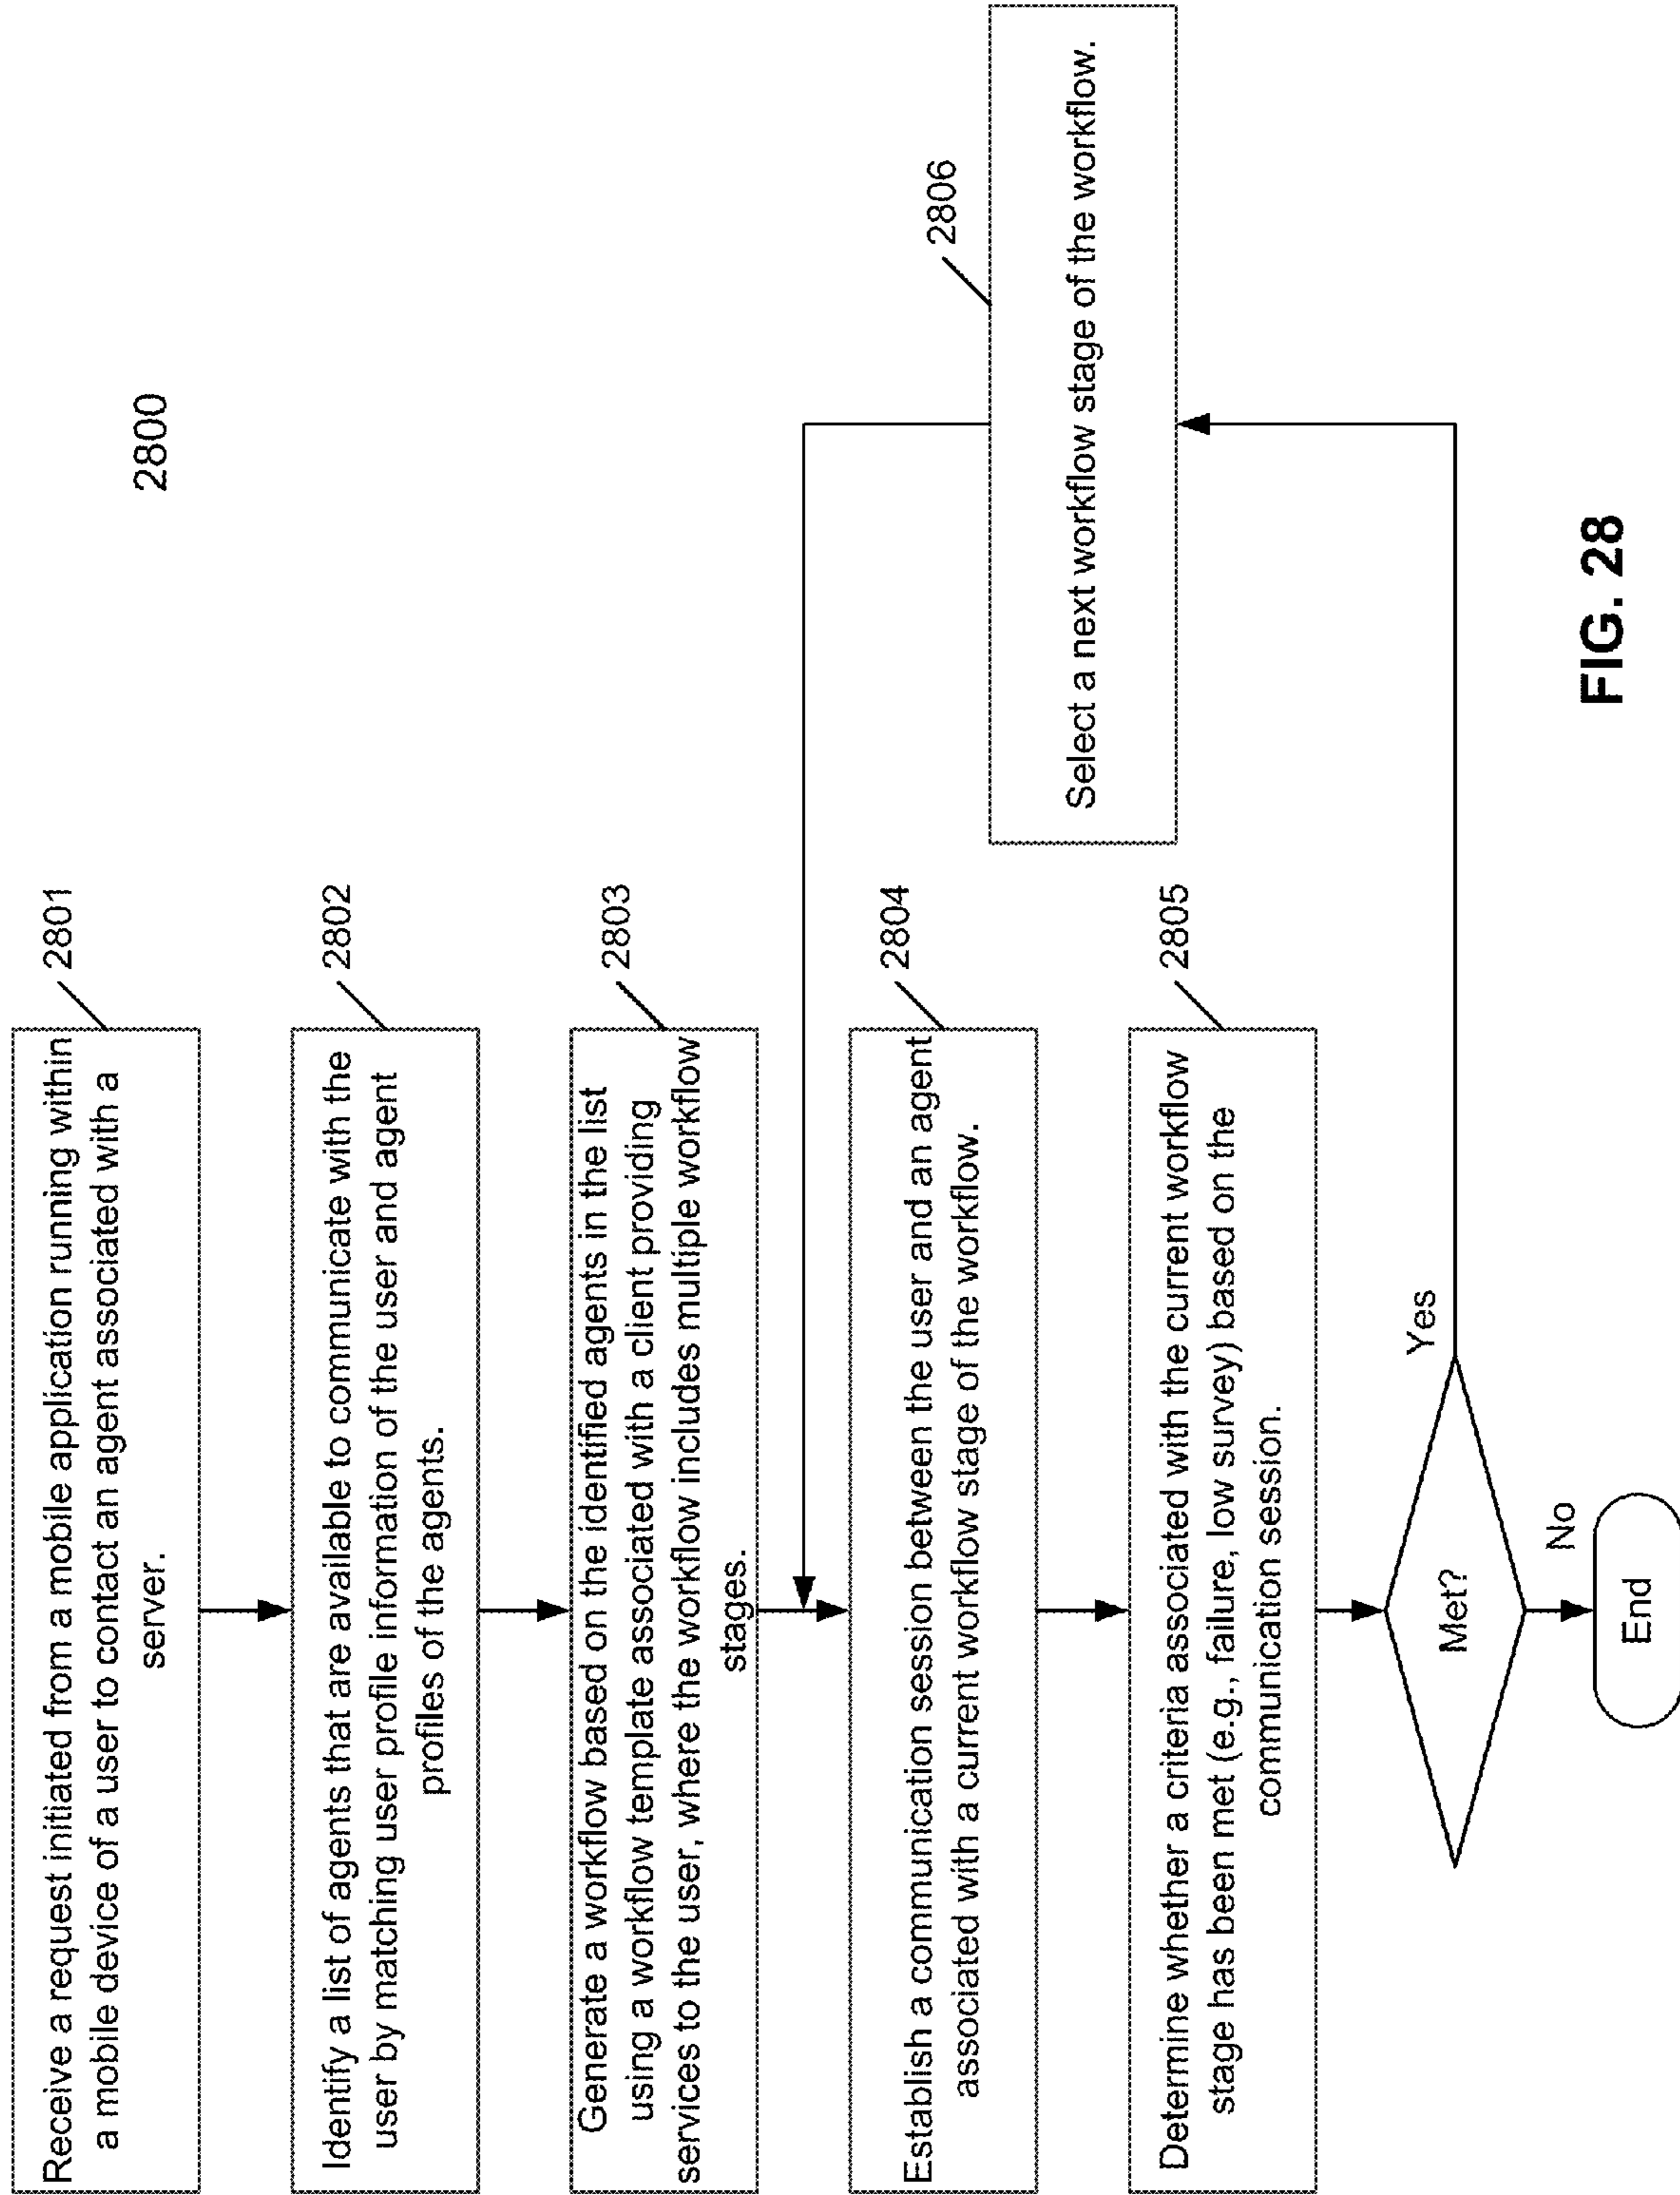 2800
2801
Receive a request initiated from a mobile application running within
a mobile device of a user to contact an agent associated with a
server.
2802
Identify a list of agents that are available to communicate with the
user by matching user profile information of the user and agent
profiles of the agents.
2803
Generate a workflow based on the identified agents in the list
using a workflow template associated with a client providing
services to the user, where the workflow includes multiple workflow
stages.
2804
Establish a communication session between the user and an agent
associated with a current workflow stage of the workflow.
2805
Determine whether a criteria associated with the current workflow
stage has been met (e.g., failure, low survey) based on the
communication session.
Met?
Yes
No
End
2806
Select a next workflow stage of the workflow.
FIG. 28